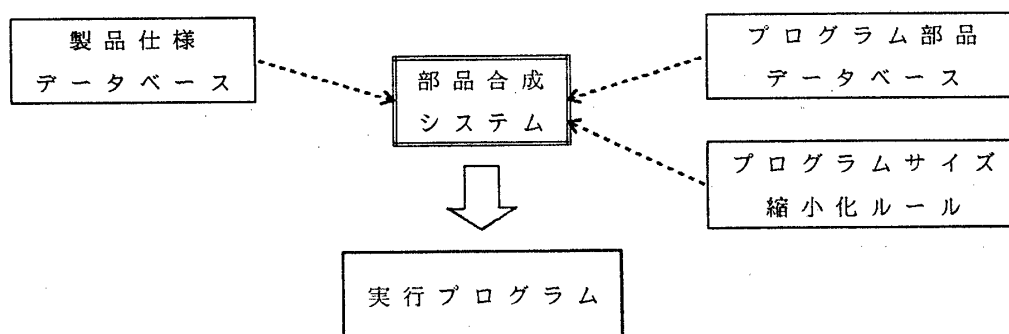 製品仕様
データベース
部品合成
システム
プログラム部品
データベース
プログラムサイズ
縮小化ルール
実行プログラム